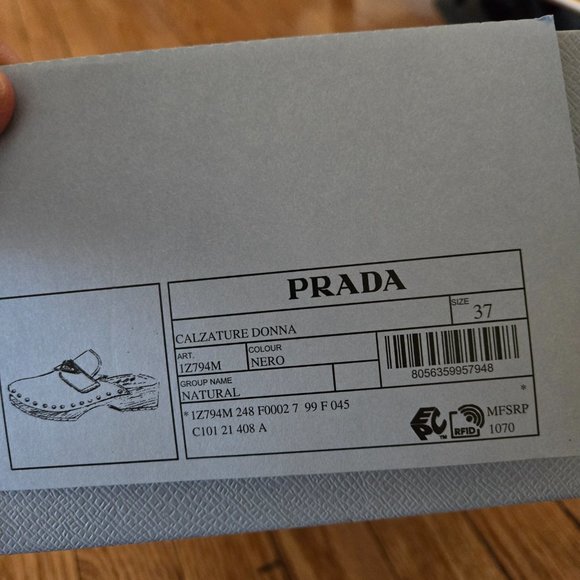 PRADA
SIZE
37
CALZATURE DONNA
ART.
1Z794M
COLOUR
NERO
8056359957948
GROUP NAME
NATURAL
*1Z794M 248 F0002 7 99 F 045 *
C101 21 408 A
EPC™
RFID
MFSRP
1070